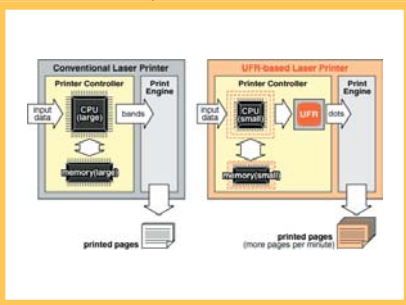 Conventional Laser Printer
Printer Controller
Print
Engine
input
data
CPU
(large)
bands
memory(large)
printed pages
UFR-based Laser Printer
Printer Controller
Print
Engine
input
data
CPU
(small)
UFR
dots
memory(small)
printed pages
(more pages per minute)